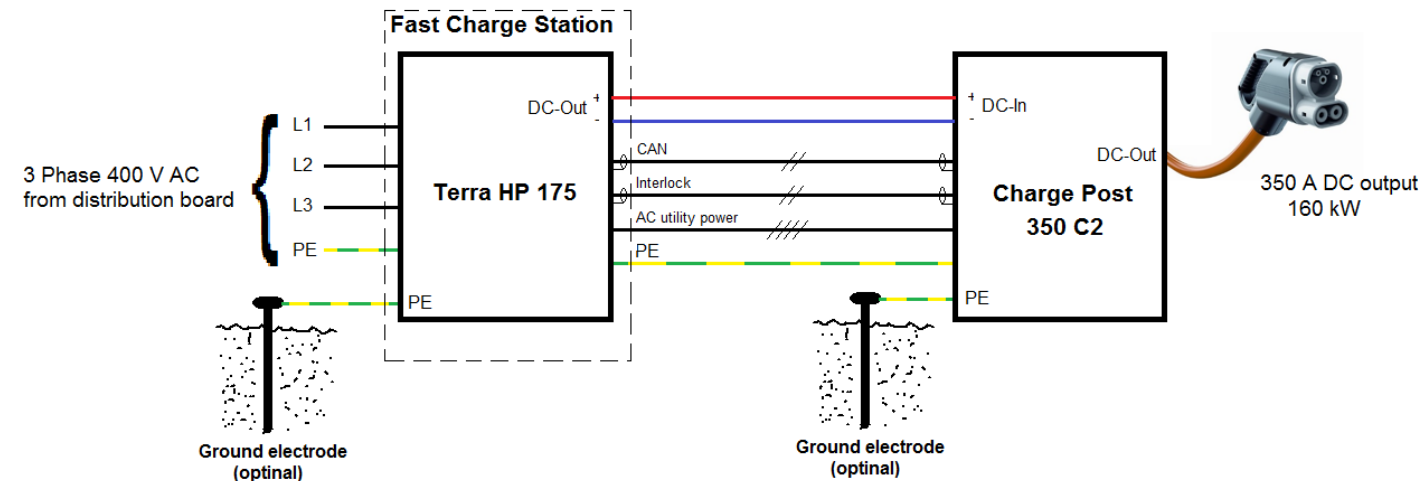 Fast Charge Station
DC-Out
+
-
+
-
DC-In
L1
L2
L3
PE
3 Phase 400 V AC
from distribution board
Terra HP 175
PE
CAN
Interlock
AC utility power
PE
DC-Out
Charge Post
350 C2
PE
350 A DC output
160 kW
Ground electrode
(optinal)
Ground electrode
(optinal)